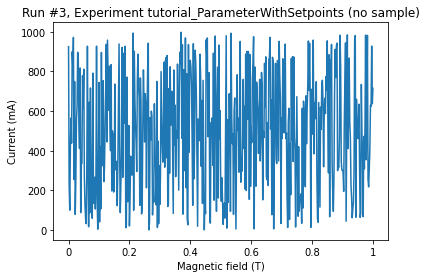 Run #3, Experiment tutorial_ParameterWithSetpoints (no sample)
1000
800
600
400
200
0
Current (mA)
0 0.2 0.4 0.6 0.8 1
Magnetic field (T)